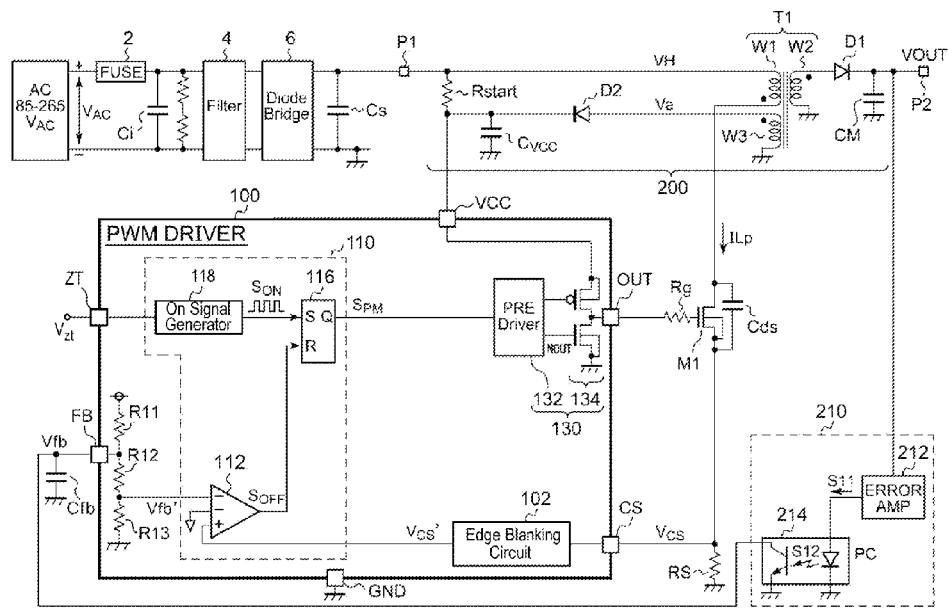 AC
85-265
VAC
+
VAC
−
2
FUSE
Ci
4
Filter
6
Diode
Bridge
Cs
P1
Rstart
CVCC
D2
VH
Va
T1
W1
W2
W3
D1
VOUT
P2
CM
200
100
VCC
PWM DRIVER
110
ZT
Vzt
118
On Signal
Generator
SON
116
S Q
R
SPM
PRE
Driver
NOUT
132
134
130
OUT
Rg
ILp
Cds
M1
FB
Vfb
Cfb
R11
R12
R13
Vfb'
112
−
−
+
SOFF
VCS'
102
Edge Blanking
Circuit
CS
VCS
RS
GND
210
212
ERROR
AMP
S11
214
S12
PC